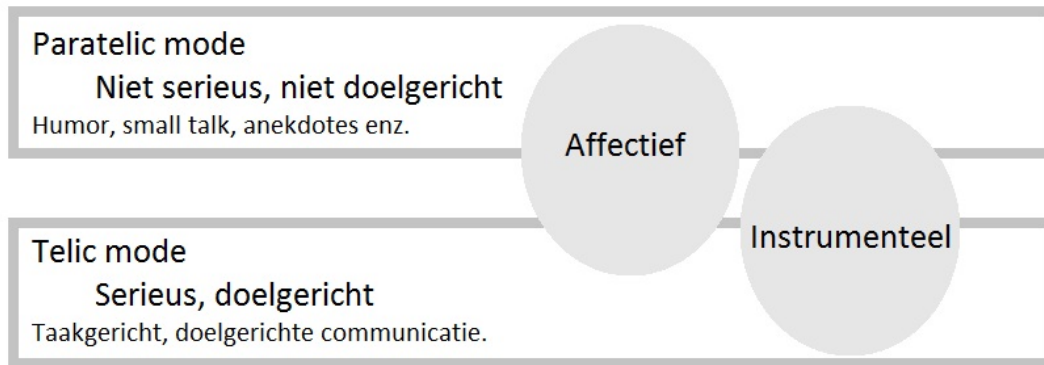 Paratelic mode
Niet serieus, niet doelgericht
Humor, small talk, anekdotes enz.
Affectief
Instrumenteel
Telic mode
Serieus, doelgericht
Taakgericht, doelgerichte communicatie.